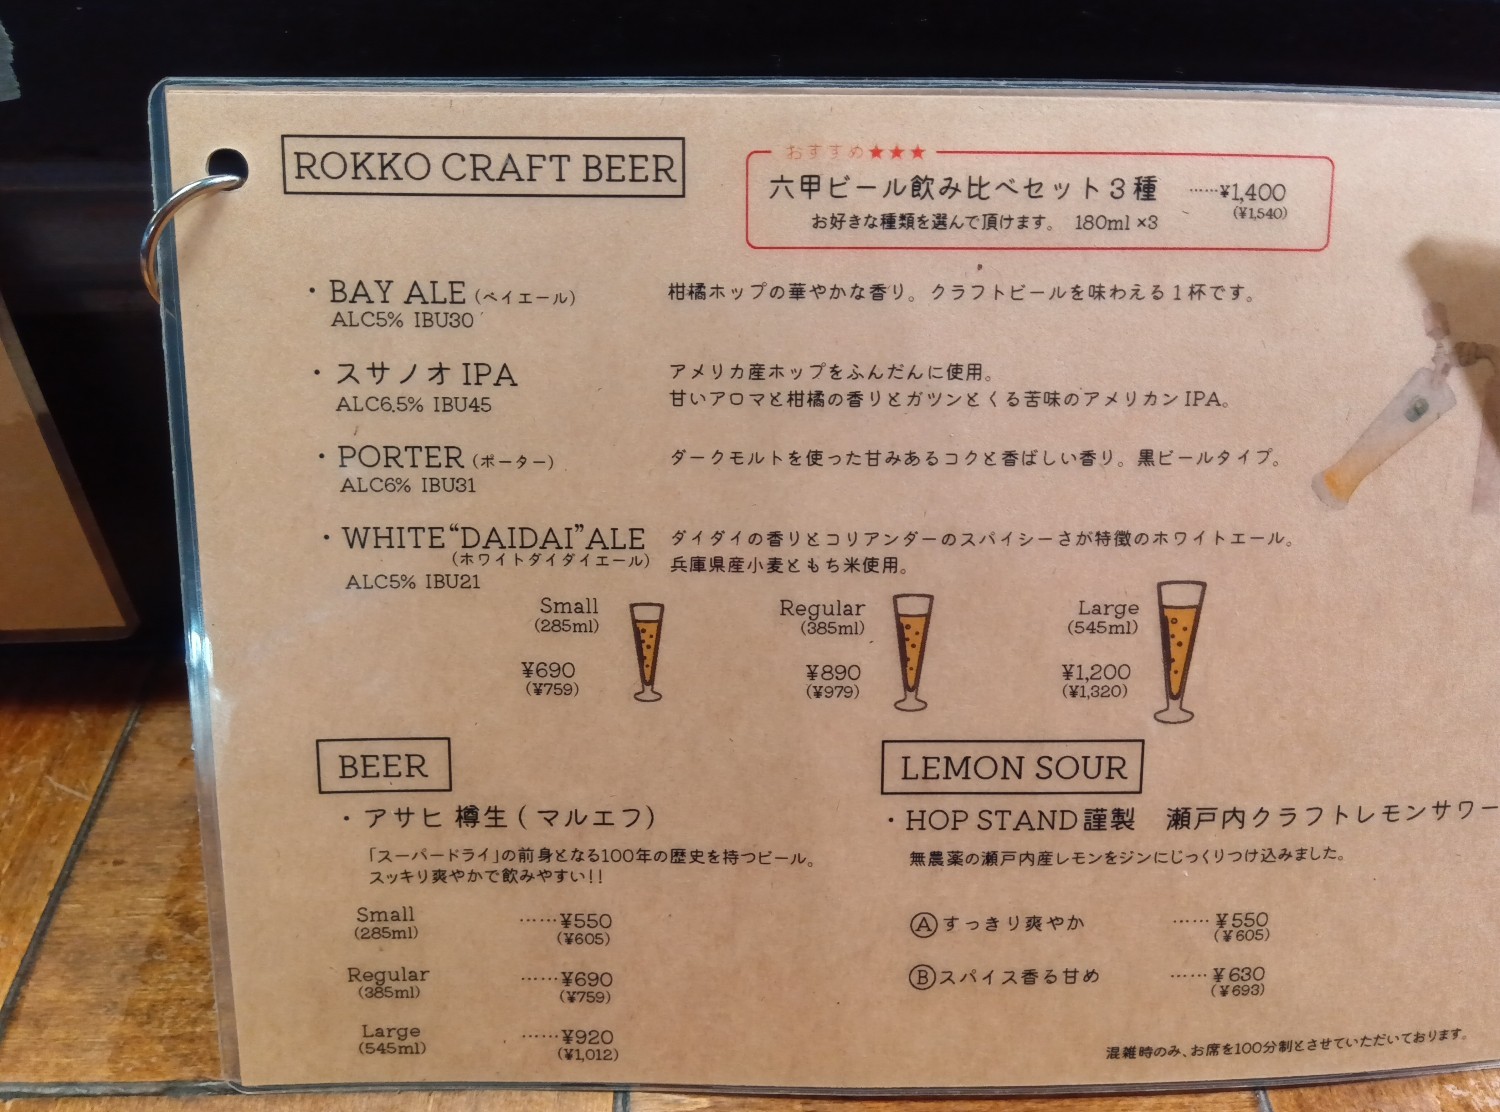 ROKKO CRAFT BEER
おすすめ★★★
六甲ビール飲み比べセット3種 ……¥1,400
(¥1,540)
お好きな種類を選んで頂けます。 180ml ×3
・BAY ALE (ベイエール)
ALC5% IBU30
柑橘ホップの華やかな香り。クラフトビールを味わえる1杯です。
・スサノオ IPA
ALC6.5% IBU45
アメリカ産ホップをふんだんに使用。
甘いアロマと柑橘の香りとガツンとくる苦味のアメリカンIPA。
・PORTER (ポーター)
ALC6% IBU31
ダークモルトを使った甘みあるコクと香ばしい香り。黒ビールタイプ。
・WHITE“DAIDAI”ALE
(ホワイトダイダイエール)
ALC5% IBU21
ダイダイの香りとコリアンダーのスパイシーさが特徴のホワイトエール。
兵庫県産小麦ともち米使用。
Small
(285ml)
¥690
(¥759)
Regular
(385ml)
¥890
(¥979)
Large
(545ml)
¥1,200
(¥1,320)
BEER
・アサヒ 樽生 (マルエフ)
「スーパードライ」の前身となる100年の歴史を持つビール。
スッキリ爽やかで飲みやすい!!
Small ……¥550
(285ml) (¥605)
Regular ……¥690
(385ml) (¥759)
Large ……¥920
(545ml) (¥1,012)
LEMON SOUR
・HOP STAND謹製 瀬戸内クラフトレモンサワー
無農薬の瀬戸内産レモンをジンにじっくりつけ込みました。
Ⓐすっきり爽やか ……¥550
(¥605)
Ⓑスパイス香る甘め ……¥630
(¥693)
混雑時のみ、お席を100分制とさせていただいております。